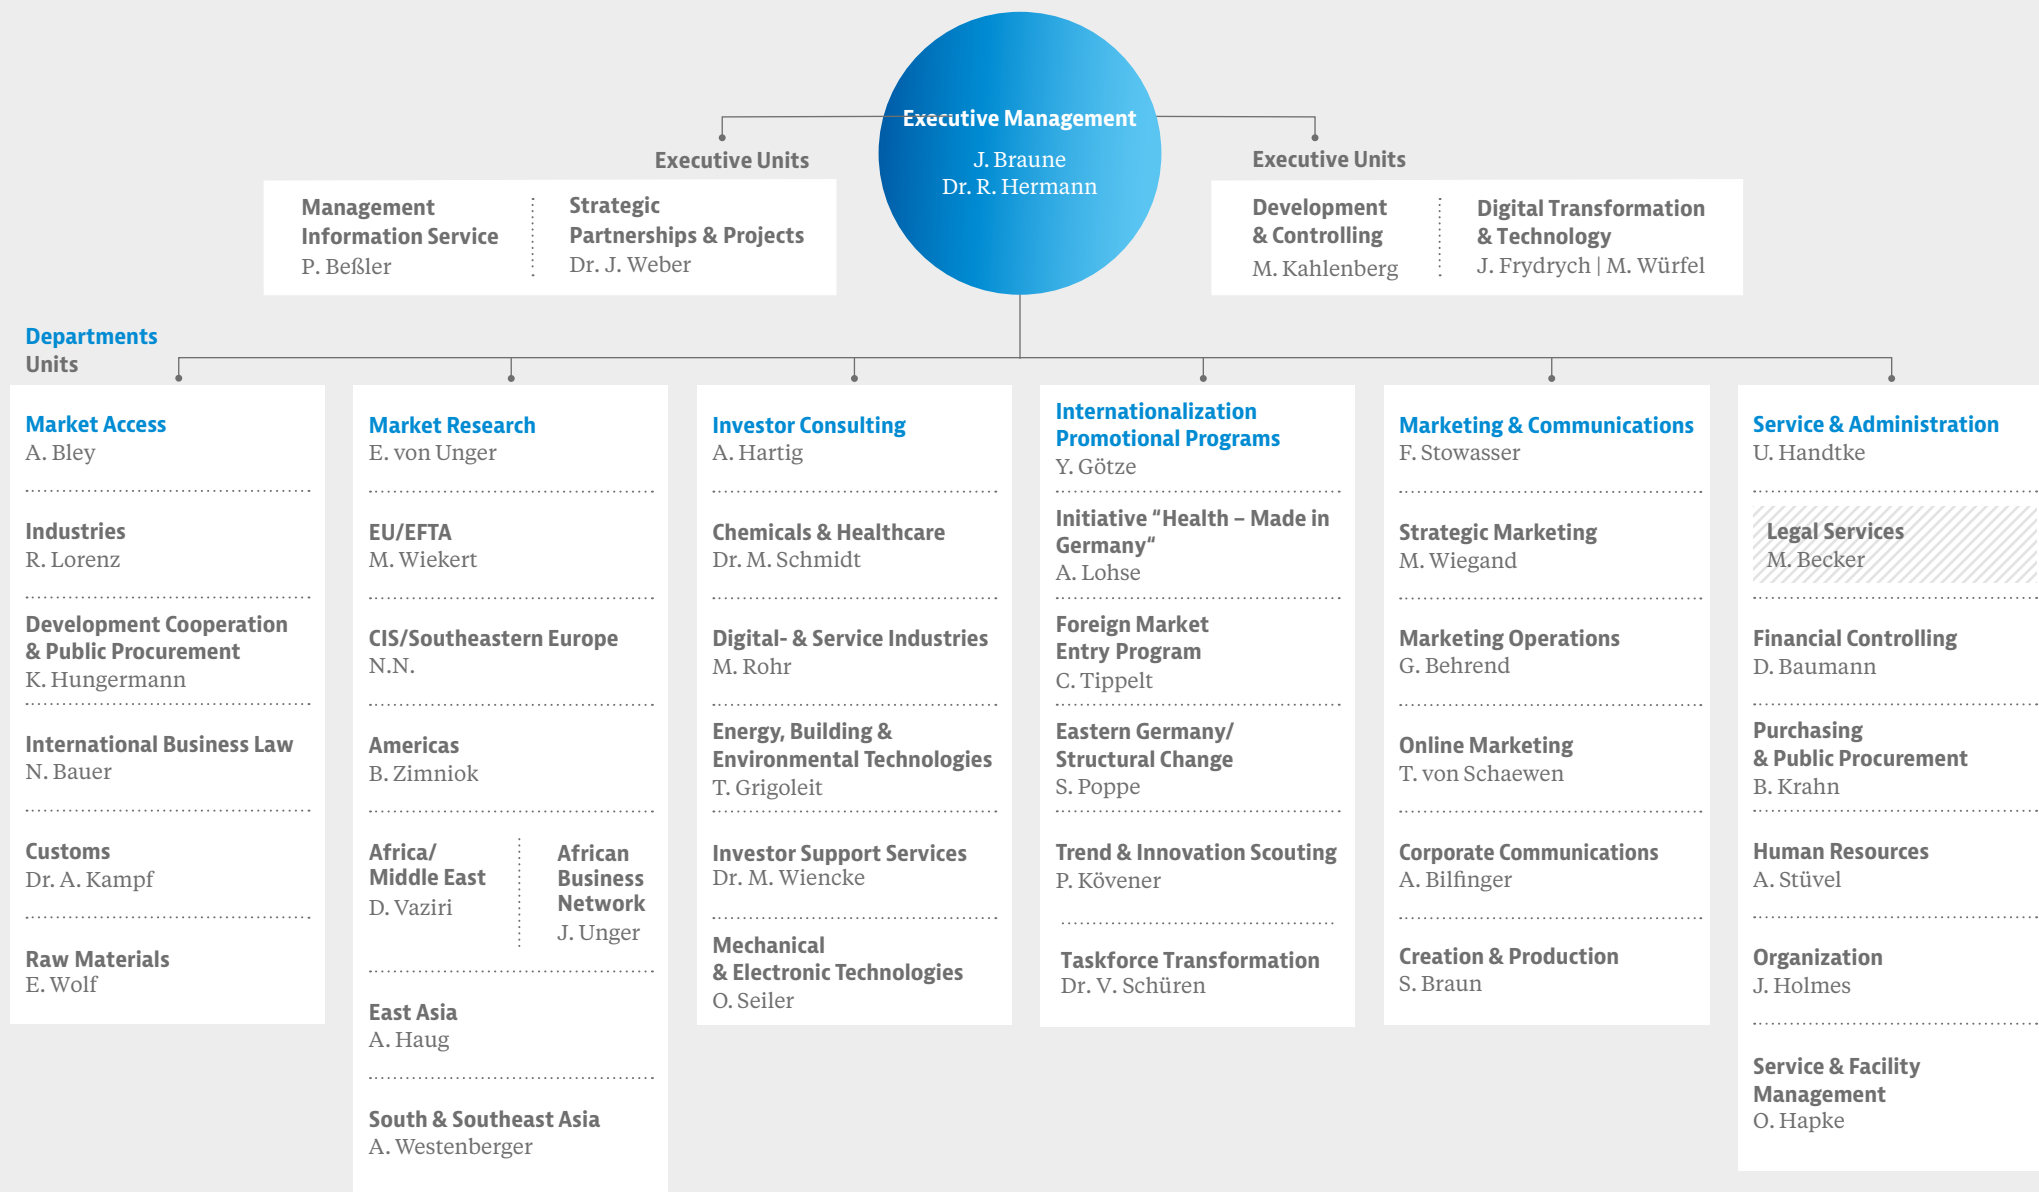 Executive Management
J. Braune
Dr. R. Hermann
Executive Units
Management
Information Service
P. Beßler
Strategic
Partnerships & Projects
Dr. J. Weber
Executive Units
Development
& Controlling
M. Kahlenberg
Digital Transformation
& Technology
J. Frydrych | M. Würfel
Departments
Units
Market Access
A. Bley
Industries
R. Lorenz
Development Cooperation
& Public Procurement
K. Hungermann
International Business Law
N. Bauer
Customs
Dr. A. Kampf
Raw Materials
E. Wolf
Market Research
E. von Unger
EU/EFTA
M. Wiekert
CIS/Southeastern Europe
N.N.
Americas
B. Zimniok
Africa/
Middle East
D. Vaziri
African
Business
Network
J. Unger
East Asia
A. Haug
South & Southeast Asia
A. Westenberger
Investor Consulting
A. Hartig
Chemicals & Healthcare
Dr. M. Schmidt
Digital- & Service Industries
M. Rohr
Energy, Building &
Environmental Technologies
T. Grigoleit
Investor Support Services
Dr. M. Wiencke
Mechanical
& Electronic Technologies
O. Seiler
Internationalization
Promotional Programs
Y. Götze
Initiative “Health – Made in
Germany“
A. Lohse
Foreign Market
Entry Program
C. Tippelt
Eastern Germany/
Structural Change
S. Poppe
Trend & Innovation Scouting
P. Kövener
Taskforce Transformation
Dr. V. Schüren
Marketing & Communications
F. Stowasser
Strategic Marketing
M. Wiegand
Marketing Operations
G. Behrend
Online Marketing
T. von Schaewen
Corporate Communications
A. Bilfinger
Creation & Production
S. Braun
Service & Administration
U. Handtke
Legal Services
M. Becker
Financial Controlling
D. Baumann
Purchasing
& Public Procurement
B. Krahn
Human Resources
A. Stüvel
Organization
J. Holmes
Service & Facility
Management
O. Hapke